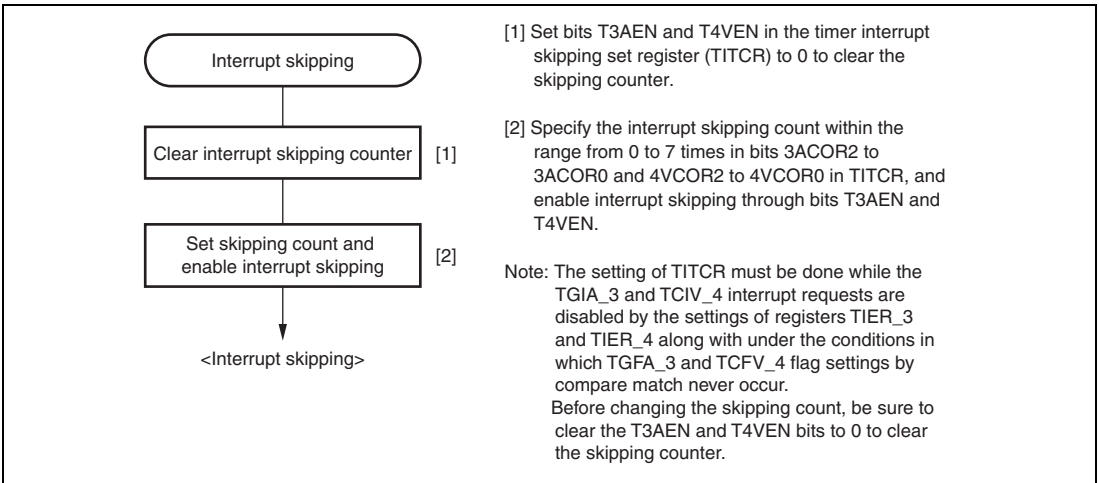 Interrupt skipping
Clear interrupt skipping counter [1]
Set skipping count and
enable interrupt skipping [2]
<Interrupt skipping>
[1] Set bits T3AEN and T4VEN in the timer interrupt
skipping set register (TITCR) to 0 to clear the
skipping counter.
[2] Specify the interrupt skipping count within the
range from 0 to 7 times in bits 3ACOR2 to
3ACOR0 and 4VCOR2 to 4VCOR0 in TITCR, and
enable interrupt skipping through bits T3AEN and
T4VEN.
Note: The setting of TITCR must be done while the
TGIA_3 and TCIV_4 interrupt requests are
disabled by the settings of registers TIER_3
and TIER_4 along with under the conditions in
which TGFA_3 and TCFV_4 flag settings by
compare match never occur.
Before changing the skipping count, be sure to
clear the T3AEN and T4VEN bits to 0 to clear
the skipping counter.